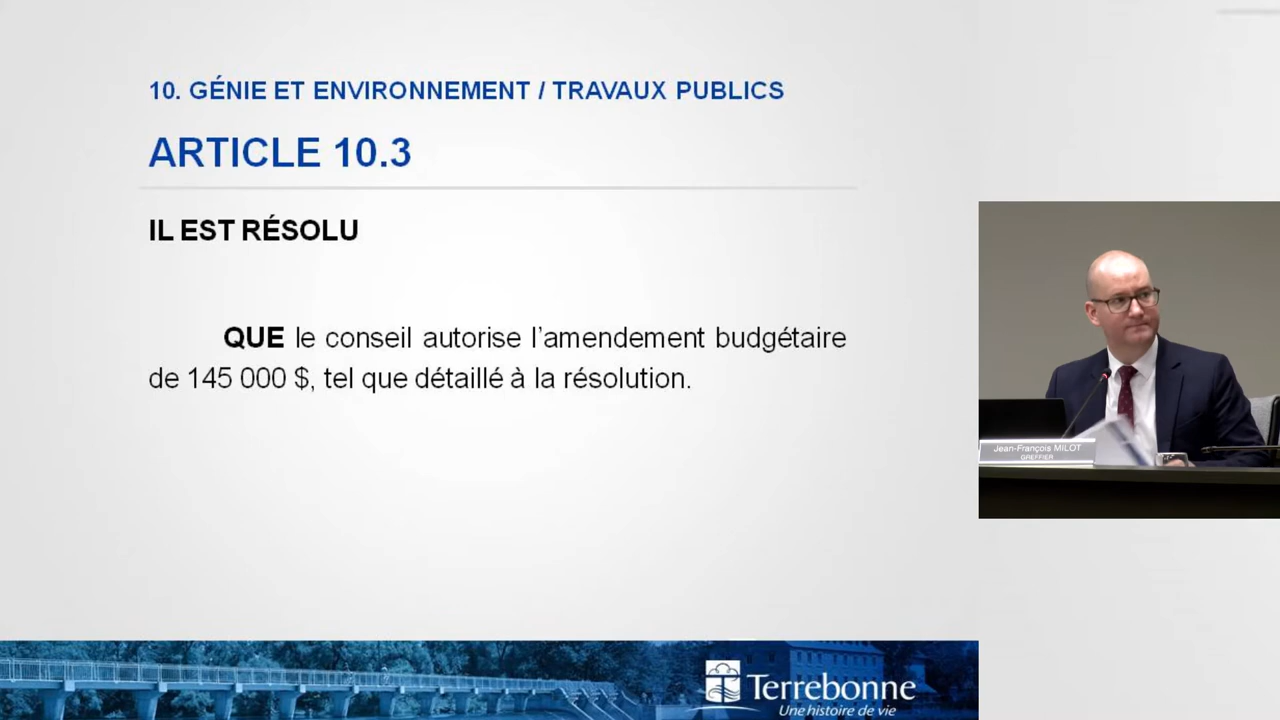 10. GÉNIE ET ENVIRONNEMENT / TRAVAUX PUBLICS
ARTICLE 10.3
IL EST RÉSOLU
QUE le conseil autorise l’amendement budgétaire
de 145 000 $, tel que détaillé à la résolution.
Jean-François MILOT
GREFFIER
Terrebonne
Une histoire de vie